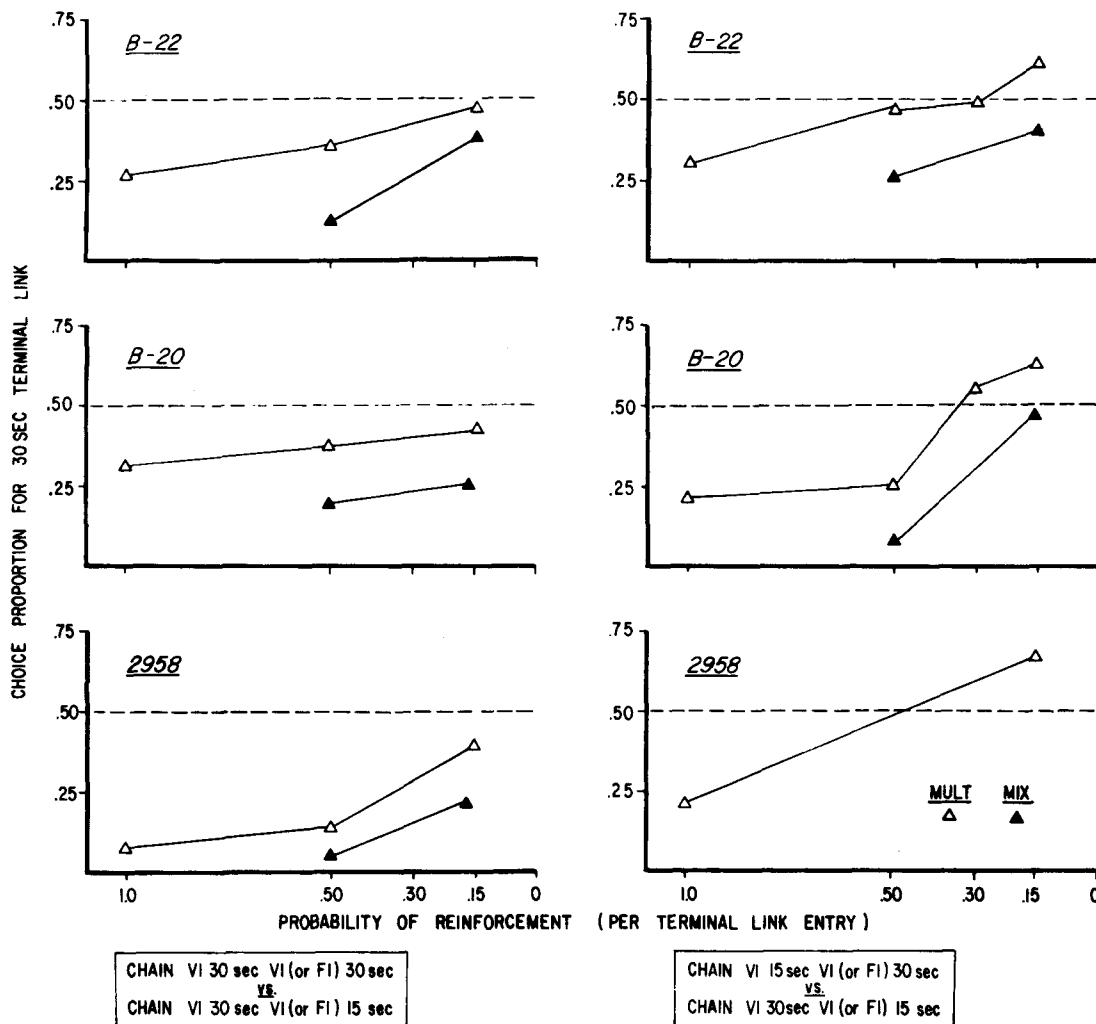 CHOICE PROPORTION FOR 30 SEC TERMINAL LINK
B-22
.75
.50
.25
B-22
.75
.50
.25
B-20
.75
.50
.25
B-20
.75
.50
.25
2958
.75
.50
.25
1.0 .50 .30 .15 0
2958
.75
.50
.25
MULT MIX
1.0 .50 .30 .15 0
PROBABILITY OF REINFORCEMENT (PER TERMINAL LINK ENTRY)
CHAIN VI 30 sec VI (or FI) 30 sec
vs.
CHAIN VI 30 sec VI (or FI) 15 sec
CHAIN VI 15 sec VI (or FI) 30 sec
vs.
CHAIN VI 30 sec VI (or FI) 15 sec